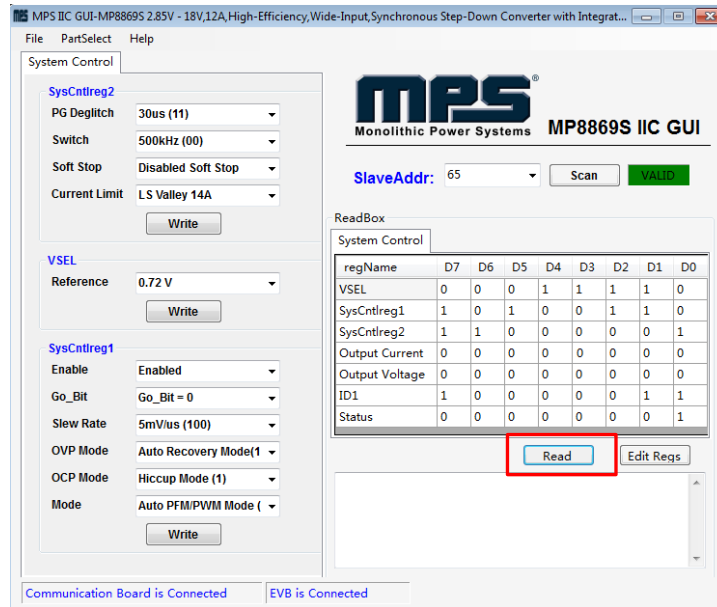 MPS IIC GUI-MP8869S 2.85V - 18V,12A,High-Efficiency,Wide-Input,Synchronous Step-Down Converter with Integrat...
File PartSelect Help
System Control
SysCntlreg2
PG Deglitch 30us (11)
Switch 500kHz (00)
Soft Stop Disabled Soft Stop
Current Limit LS Valley 14A
Write
VSEL
Reference 0.72 V
Write
SysCntlreg1
Enable Enabled
Go_Bit Go_Bit = 0
Slew Rate 5mV/us (100)
OVP Mode Auto Recovery Mode(1
OCP Mode Hiccup Mode (1)
Mode Auto PFM/PWM Mode (
Write
mps®
Monolithic Power Systems MP8869S IIC GUI
SlaveAddr: 65 Scan VALID
ReadBox
System Control
regName D7 D6 D5 D4 D3 D2 D1 D0
VSEL 0 0 0 1 1 1 1 0
SysCntlreg1 1 0 1 0 0 1 1 0
SysCntlreg2 1 1 0 0 0 0 0 1
Output Current 0 0 0 0 0 0 0 0
Output Voltage 0 0 0 0 0 0 0 0
ID1 1 0 0 0 0 0 1 1
Status 0 0 0 0 0 0 0 1
Read Edit Regs
Communication Board is Connected EVB is Connected